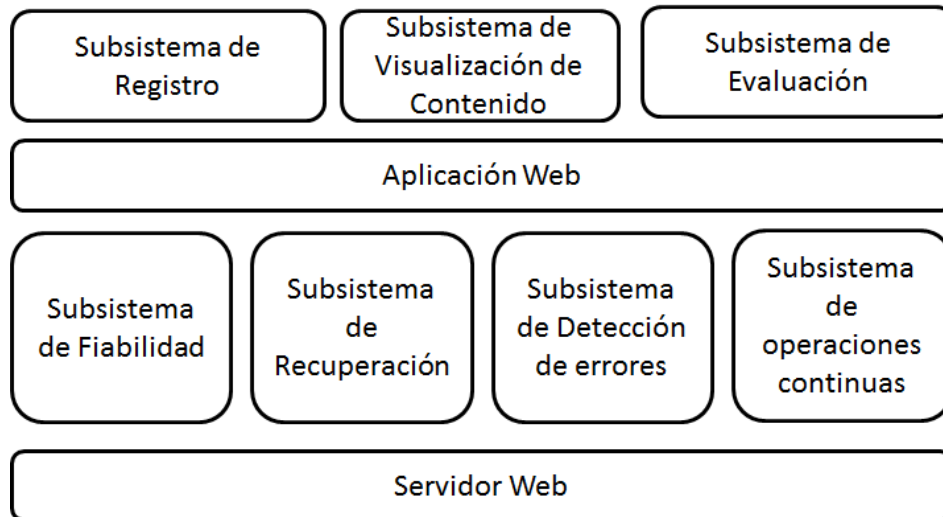 Subsistema de
Registro
Subsistema de
Visualización de
Contenido
Subsistema de
Evaluación
Aplicación Web
Subsistema
de Fiabilidad
Subsistema
de
Recuperación
Subsistema
de Detección
de errores
Subsistema
de
operaciones
continuas
Servidor Web